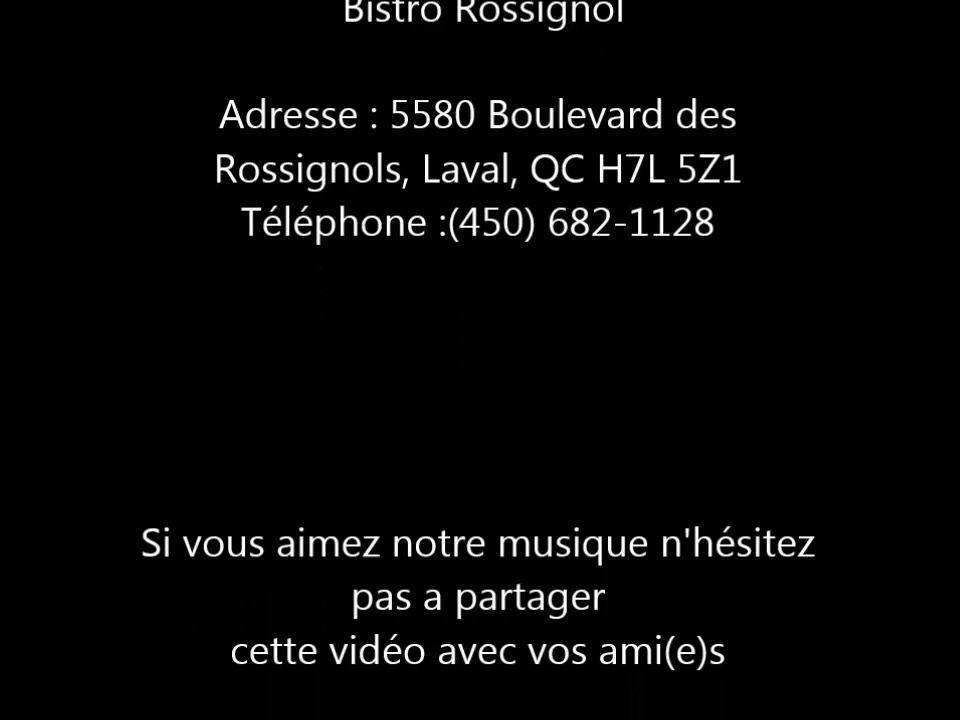 Bistro Rossignol
Adresse : 5580 Boulevard des
Rossignols, Laval, QC H7L 5Z1
Téléphone :(450) 682-1128
Si vous aimez notre musique n'hésitez
pas a partager
cette vidéo avec vos ami(e)s